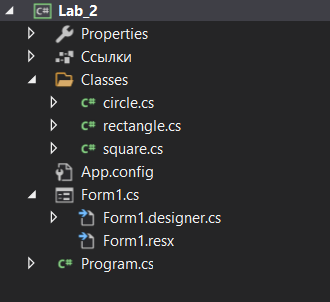 Lab_2
Properties
Ссылки
Classes
C# circle.cs
C# rectangle.cs
C# square.cs
App.config
Form1.cs
Form1.designer.cs
Form1.resx
C# Program.cs